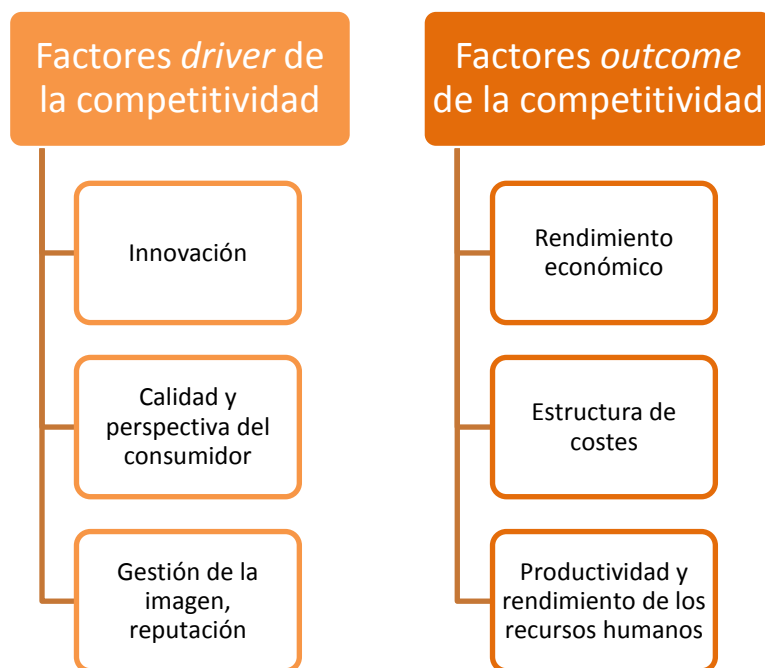 Factores driver de
la competitividad
Innovación
Calidad y
perspectiva del
consumidor
Gestión de la
imagen,
reputación
Factores outcome
de la competitividad
Rendimiento
económico
Estructura de
costes
Productividad y
rendimiento de los
recursos humanos